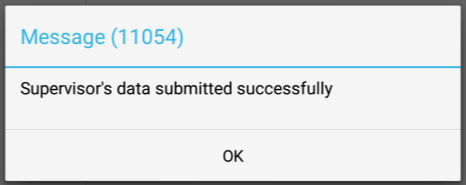 Message (11054)
Supervisor's data submitted successfully
OK